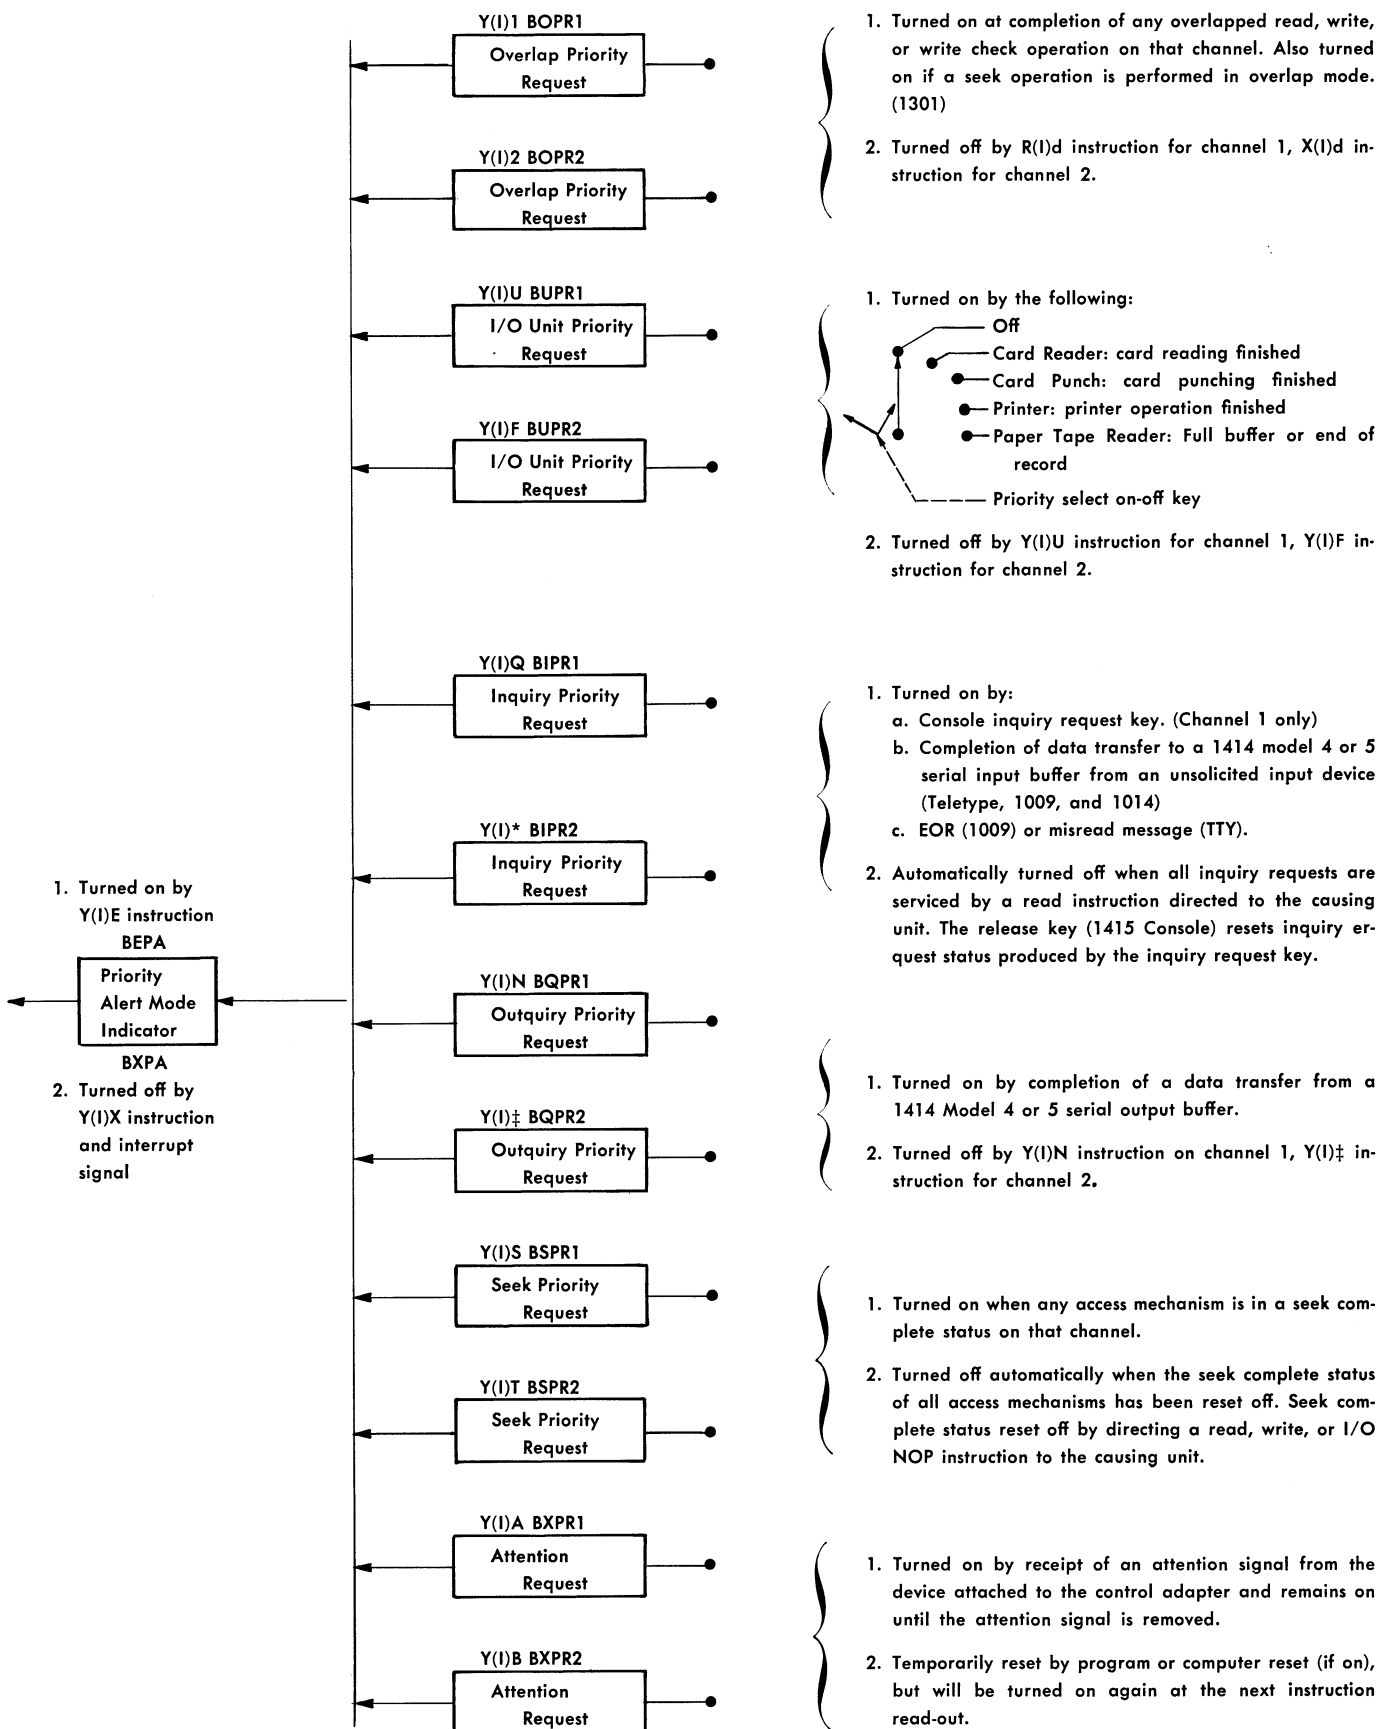 Y(I)1 BOPR1
Overlap Priority
Request
1. Turned on at completion of any overlapped read, write,
or write check operation on that channel. Also turned
on if a seek operation is performed in overlap mode.
(1301)
2. Turned off by R(I)d instruction for channel 1, X(I)d in-
struction for channel 2.
Y(I)2 BOPR2
Overlap Priority
Request
Y(I)U BUPR1
I/O Unit Priority
Request
Y(I)F BUPR2
I/O Unit Priority
Request
1. Turned on by the following:
Off
Card Reader: card reading finished
Card Punch: card punching finished
Printer: printer operation finished
Paper Tape Reader: Full buffer or end of
record
Priority select on-off key
2. Turned off by Y(I)U instruction for channel 1, Y(I)F in-
struction for channel 2.
Y(I)Q BIPR1
Inquiry Priority
Request
Y(I)* BIPR2
Inquiry Priority
Request
1. Turned on by:
a. Console inquiry request key. (Channel 1 only)
b. Completion of data transfer to a 1414 model 4 or 5
serial input buffer from an unsolicited input device
(Teletype, 1009, and 1014)
c. EOR (1009) or misread message (TTY).
2. Automatically turned off when all inquiry requests are
serviced by a read instruction directed to the causing
unit. The release key (1415 Console) resets inquiry er-
quest status produced by the inquiry request key.
1. Turned on by
Y(I)E instruction
BEPA
Priority
Alert Mode
Indicator
BXPA
2. Turned off by
Y(I)X instruction
and interrupt
signal
Y(I)N BQPR1
Outquiry Priority
Request
Y(I)‡ BQPR2
Outquiry Priority
Request
1. Turned on by completion of a data transfer from a
1414 Model 4 or 5 serial output buffer.
2. Turned off by Y(I)N instruction on channel 1, Y(I)‡ in-
struction for channel 2.
Y(I)S BSPR1
Seek Priority
Request
Y(I)T BSPR2
Seek Priority
Request
1. Turned on when any access mechanism is in a seek com-
plete status on that channel.
2. Turned off automatically when the seek complete status
of all access mechanisms has been reset off. Seek com-
plete status reset off by directing a read, write, or I/O
NOP instruction to the causing unit.
Y(I)A BXPR1
Attention
Request
Y(I)B BXPR2
Attention
Request
1. Turned on by receipt of an attention signal from the
device attached to the control adapter and remains on
until the attention signal is removed.
2. Temporarily reset by program or computer reset (if on),
but will be turned on again at the next instruction
read-out.